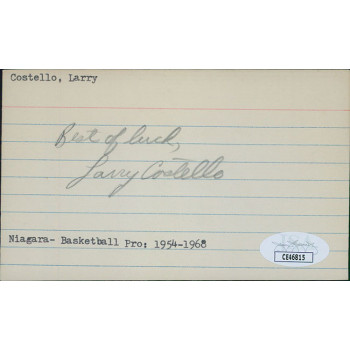 Costello, Larry
Best of luck,
Larry Costello
Niagara- Basketball Pro: 1954-1968
CE46815